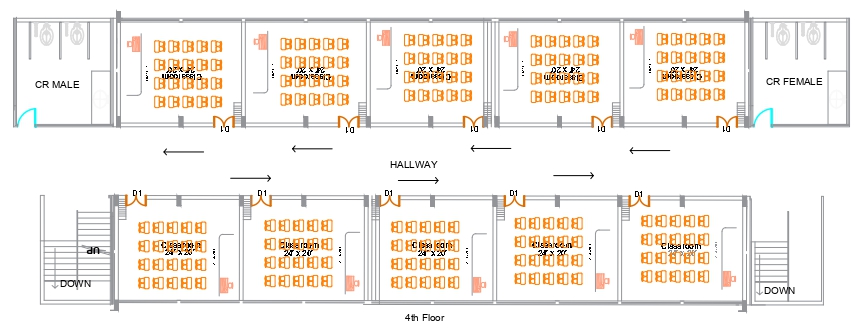 CR MALE
Classroom
24' x 20'
Classroom
24' x 20'
Classroom
24' x 20'
Classroom
24' x 20'
Classroom
24' x 20'
CR FEMALE
D1
D1
D1
D1
D1
HALLWAY
D1
D1
D1
D1
D1
Classroom
24' x 20'
Classroom
24' x 20'
Classroom
24' x 20'
Classroom
24' x 20'
Classroom
24' x 20'
UP
DOWN
DOWN
4th Floor